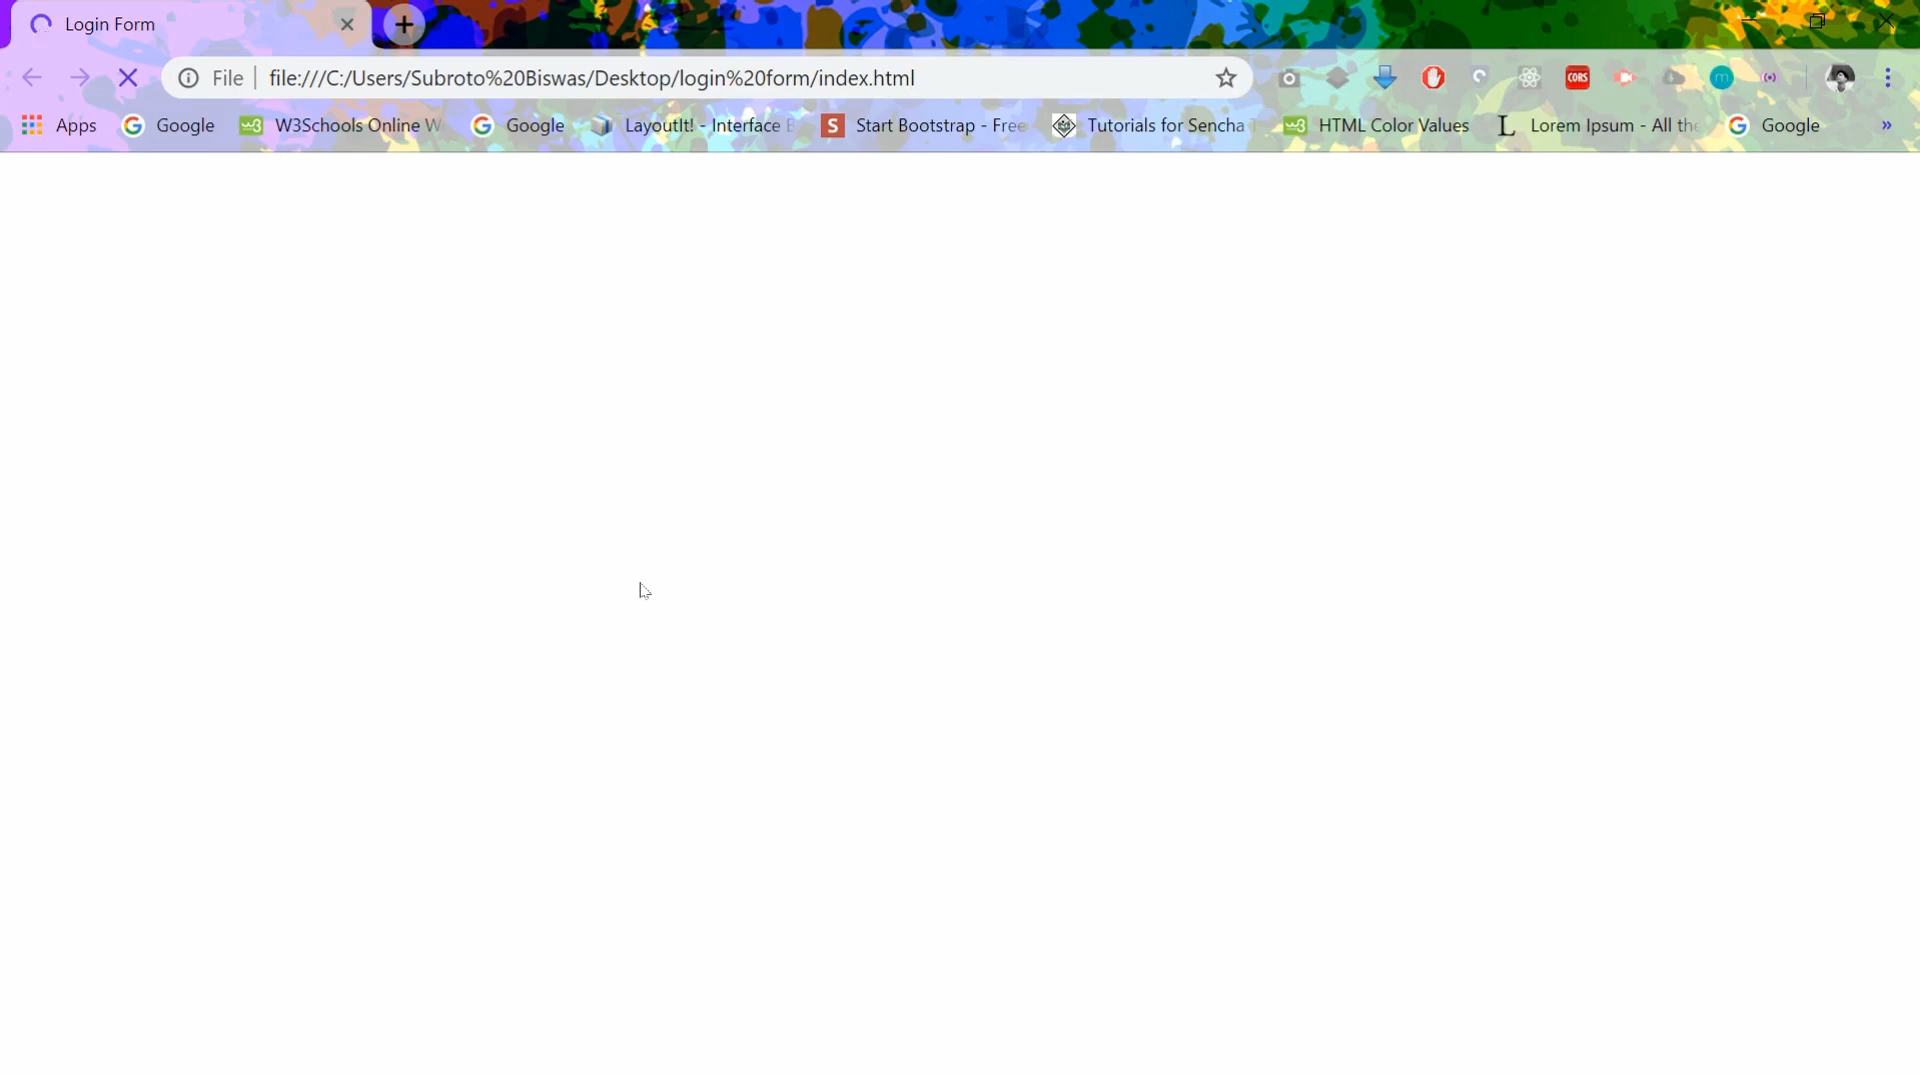 Login Form
File file:///C:/Users/Subroto%20Biswas/Desktop/login%20form/index.html
Apps Google W3Schools Online W Google LayoutIt! - Interface B Start Bootstrap - Free Tutorials for Sencha T HTML Color Values Lorem Ipsum - All the Google »